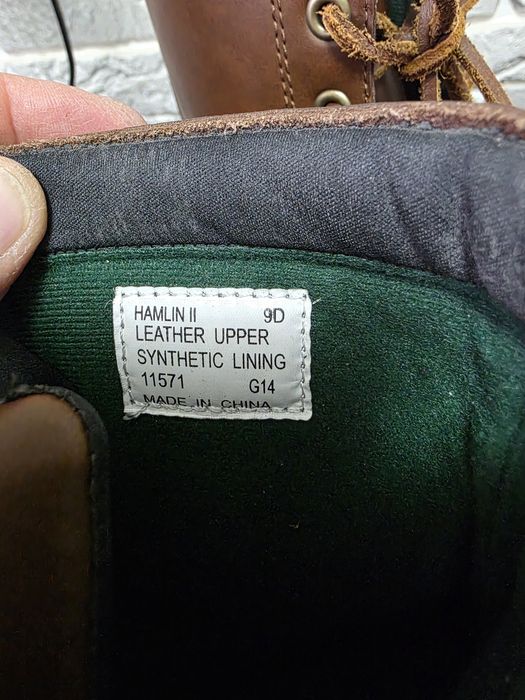 HAMLIN II 9D
LEATHER UPPER
SYNTHETIC LINING
11571 G14
MADE IN CHINA